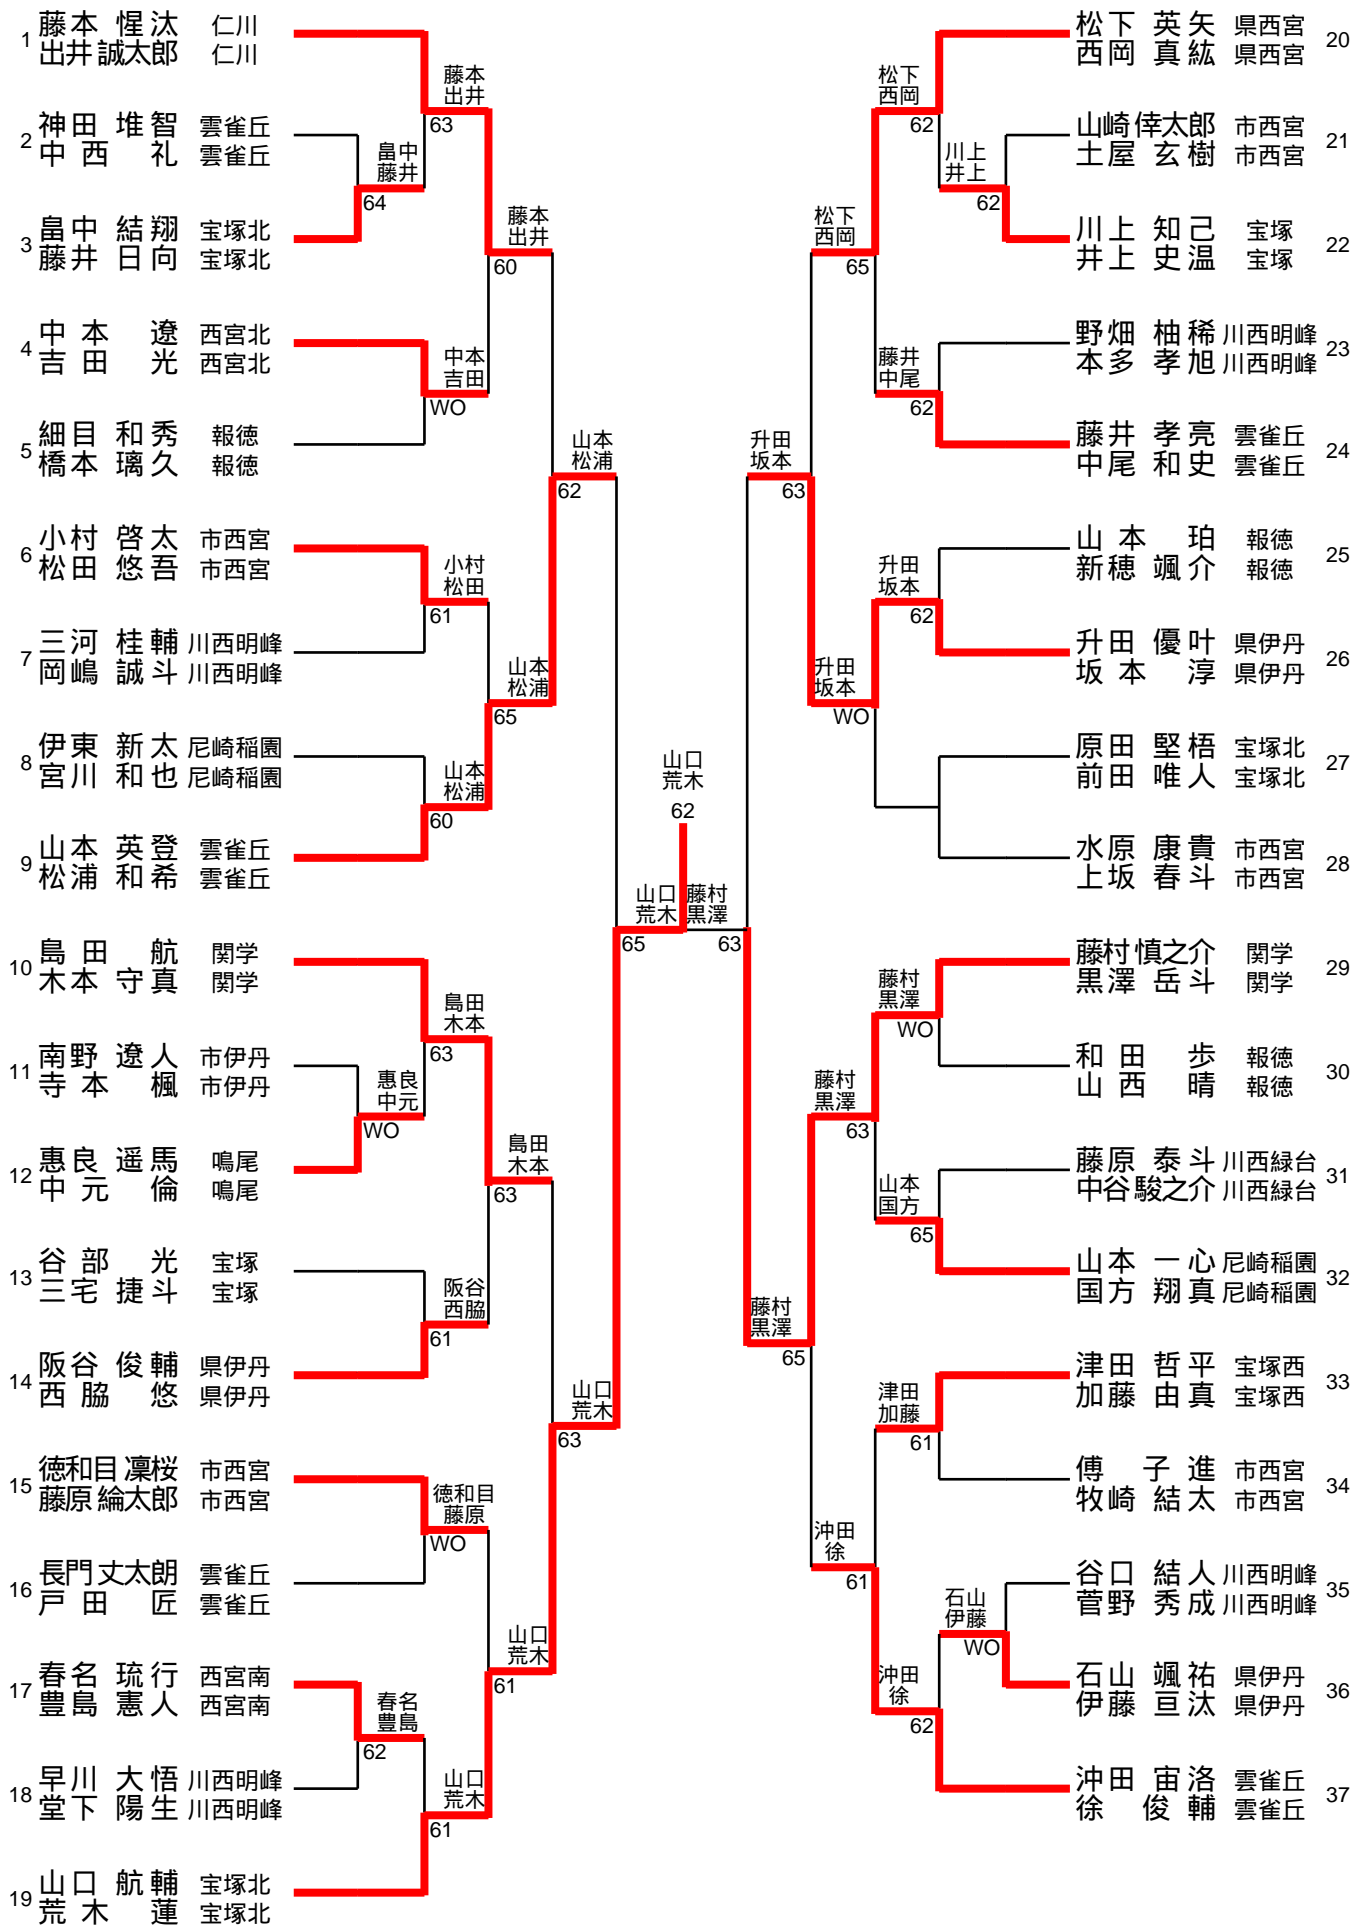 1 藤本 惺汰 仁川
出井誠太郎 仁川
2 神田 堆智 雲雀丘
中西 礼 雲雀丘
3 畠中 結翔 宝塚北
藤井 日向 宝塚北
4 中本 遼 西宮北
吉田 光 西宮北
5 細目 和秀 報徳
橋本 璃久 報徳
6 小村 啓太 市西宮
松田 悠吾 市西宮
7 三河 桂輔 川西明峰
岡嶋 誠斗 川西明峰
8 伊東 新太 尼崎稲園
宮川 和也 尼崎稲園
9 山本 英登 雲雀丘
松浦 和希 雲雀丘
10 島田 航 関学
木本 守真 関学
11 南野 遼人 市伊丹
寺本 楓 市伊丹
12 惠良 遥馬 鳴尾
中元 倫 鳴尾
13 谷部 光 宝塚
三宅 捷斗 宝塚
14 阪谷 俊輔 県伊丹
西脇 悠 県伊丹
15 徳和目凜桜 市西宮
藤原綸太郎 市西宮
16 長門丈太朗 雲雀丘
戸田 匠 雲雀丘
17 春名 琉行 西宮南
豊島 憲人 西宮南
18 早川 大悟 川西明峰
堂下 陽生 川西明峰
19 山口 航輔 宝塚北
荒木 蓮 宝塚北
畠中
藤井
64
惠良
中元
WO
春名
豊島
62
藤本
出井
63
中本
吉田
WO
小村
松田
61
山本
松浦
60
島田
木本
63
阪谷
西脇
61
徳和目
藤原
WO
山口
荒木
61
藤本
出井
60
山本
松浦
65
島田
木本
63
山口
荒木
61
山本
松浦
62
山口
荒木
63
山口
荒木
65
山口
荒木
62
藤村
黒澤
63
升田
坂本
63
藤村
黒澤
65
松下
西岡
65
升田
坂本
WO
藤村
黒澤
63
沖田
徐
61
松下
西岡
62
藤井
中尾
62
升田
坂本
62
藤村
黒澤
WO
山本
国方
65
津田
加藤
61
沖田
徐
62
川上
井上
62
石山
伊藤
WO
松下 英矢 県西宮 20
西岡 真紘 県西宮
山崎倖太郎 市西宮 21
土屋 玄樹 市西宮
川上 知己 宝塚 22
井上 史温 宝塚
野畑 柚稀 川西明峰 23
本多 孝旭 川西明峰
藤井 孝亮 雲雀丘 24
中尾 和史 雲雀丘
山本 珀 報徳 25
新穂 颯介 報徳
升田 優叶 県伊丹 26
坂本 淳 県伊丹
原田 堅梧 宝塚北 27
前田 唯人 宝塚北
水原 康貴 市西宮 28
上坂 春斗 市西宮
藤村慎之介 関学 29
黒澤 岳斗 関学
和田 歩 報徳 30
山西 晴 報徳
藤原 泰斗 川西緑台 31
中谷駿之介 川西緑台
山本 一心 尼崎稲園 32
国方 翔真 尼崎稲園
津田 哲平 宝塚西 33
加藤 由真 宝塚西
傅 子進 市西宮 34
牧崎 結太 市西宮
谷口 結人 川西明峰 35
菅野 秀成 川西明峰
石山 颯祐 県伊丹 36
伊藤 亘汰 県伊丹
沖田 宙洛 雲雀丘 37
徐 俊輔 雲雀丘